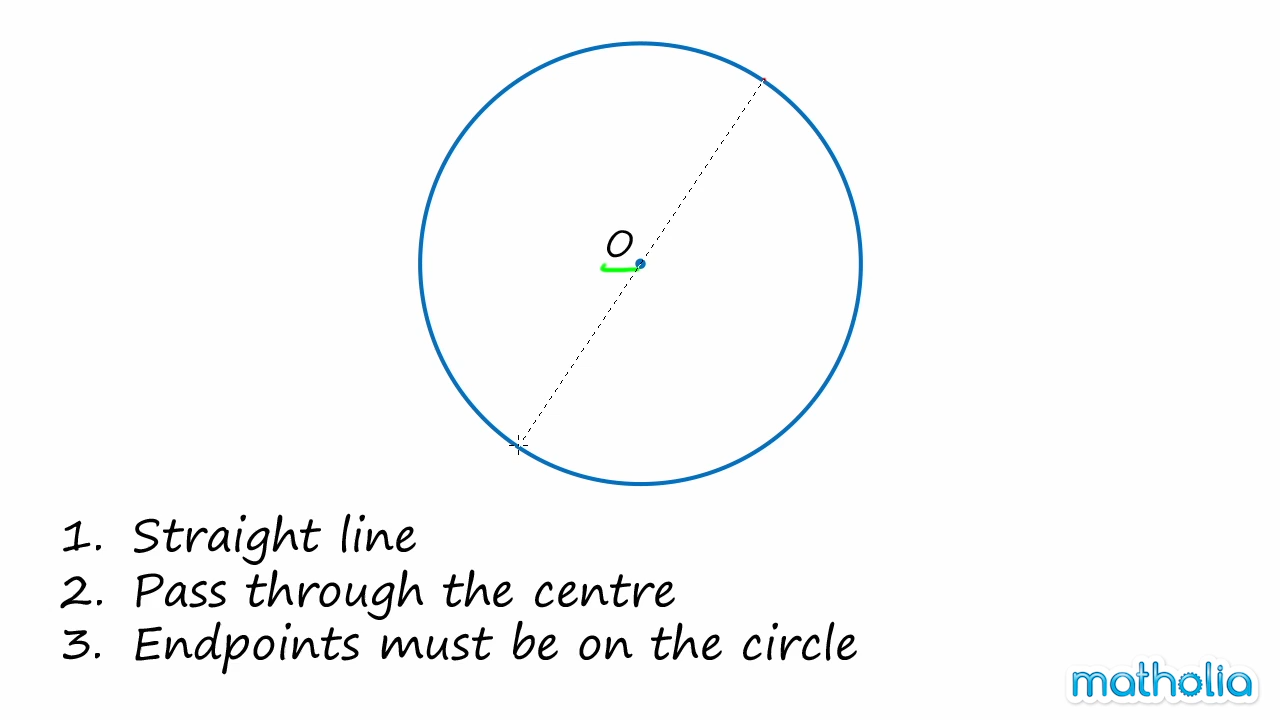 O
1. Straight line
2. Pass through the centre
3. Endpoints must be on the circle
matholia